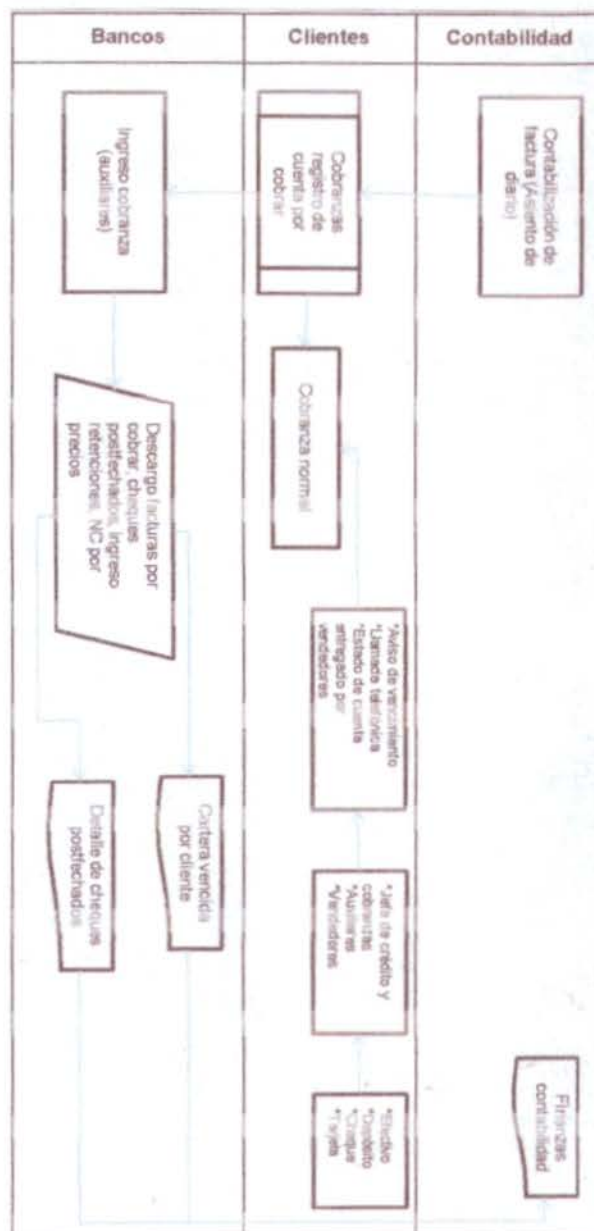 Bancos
Clientes
Contabilidad
Contabilización de
factura (Asiento de
diario)
Cobranzas
registro de
cuenta por
cobrar
Ingreso cobranza
(auxiliares)
Cobranza normal
Descargo facturas por
cobrar, cheques
postfechados, ingreso
retenciones, NC por
precios
*Aviso de vencimiento
*Llamada telefónica
*Estado de cuenta
entregado por
vendedores
Cartera vencida
por cliente
Detalle de cheques
postfechados
*Jefe de crédito y
cobranzas
*Auxiliares
*Vendedores
*Efectivo
*Depósito
*Cheque
*Tarjeta
Finanzas
contabilidad